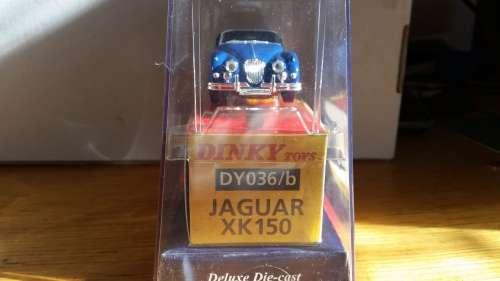 DINKY TOYS
DY036/b
JAGUAR
XK150
Deluxe Die-cast